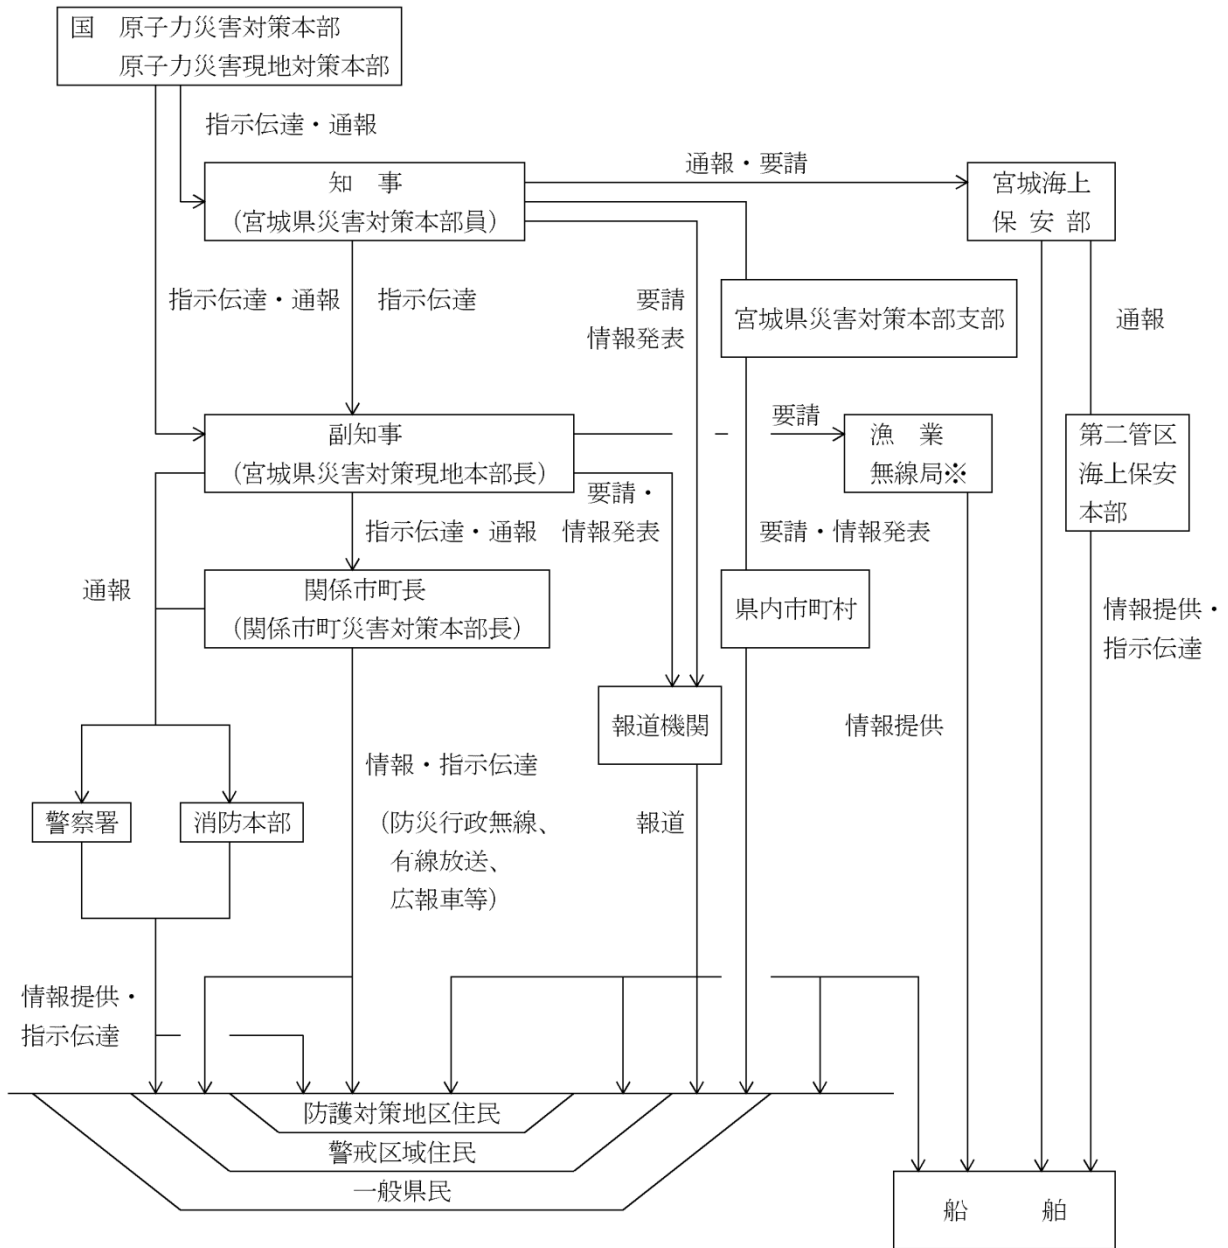 国　原子力災害対策本部
原子力災害現地対策本部
指示伝達・通報
通報・要請
知　事
（宮城県災害対策本部員）
宮城海上
保 安 部
指示伝達・通報
指示伝達
要請
情報発表
宮城県災害対策本部支部
通報
副知事
（宮城県災害対策現地本部長）
要請
漁　業
無線局※
第二管区
海上保安
本部
要請・
情報発表
指示伝達・通報
要請・情報発表
通報
関係市町長
（関係市町災害対策本部長）
県内市町村
情報提供・
指示伝達
報道機関
情報提供
情報・指示伝達
警察署
消防本部
（防災行政無線、
有線放送、
広報車等）
報道
情報提供・
指示伝達
防護対策地区住民
警戒区域住民
一般県民
船　　舶